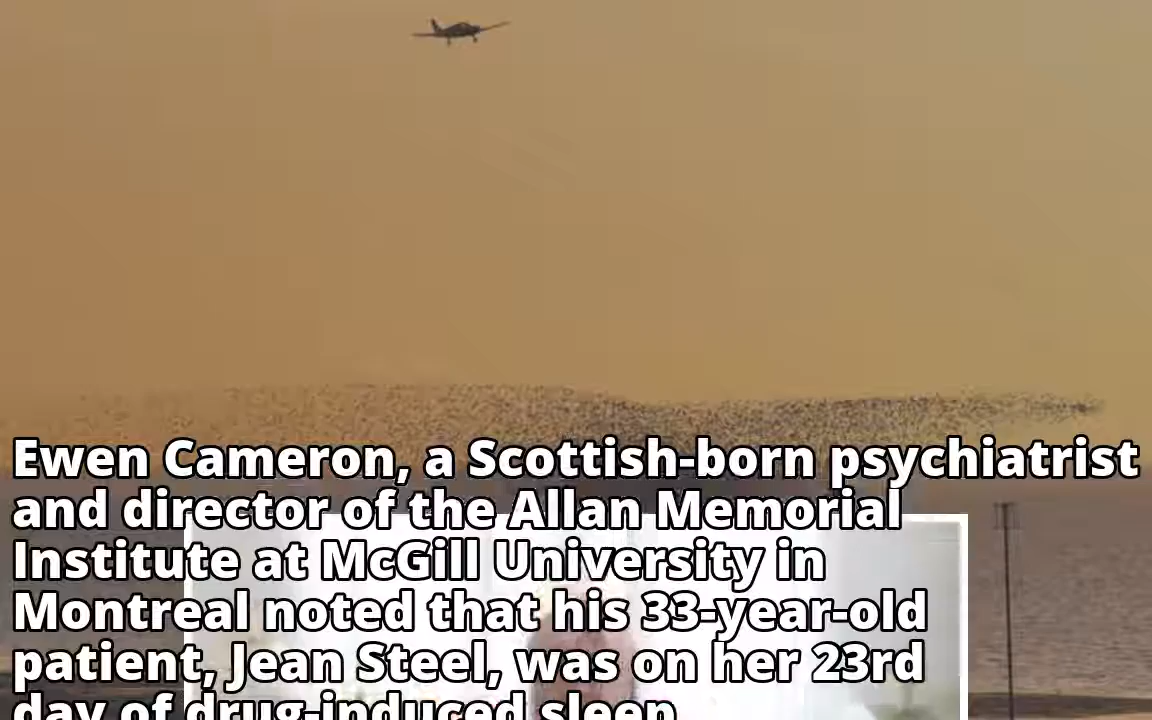 Ewen Cameron, a Scottish-born psychiatrist
and director of the Allan Memorial
Institute at McGill University in
Montreal noted that his 33-year-old
patient, Jean Steel, was on her 23rd
day of drug-induced sleep